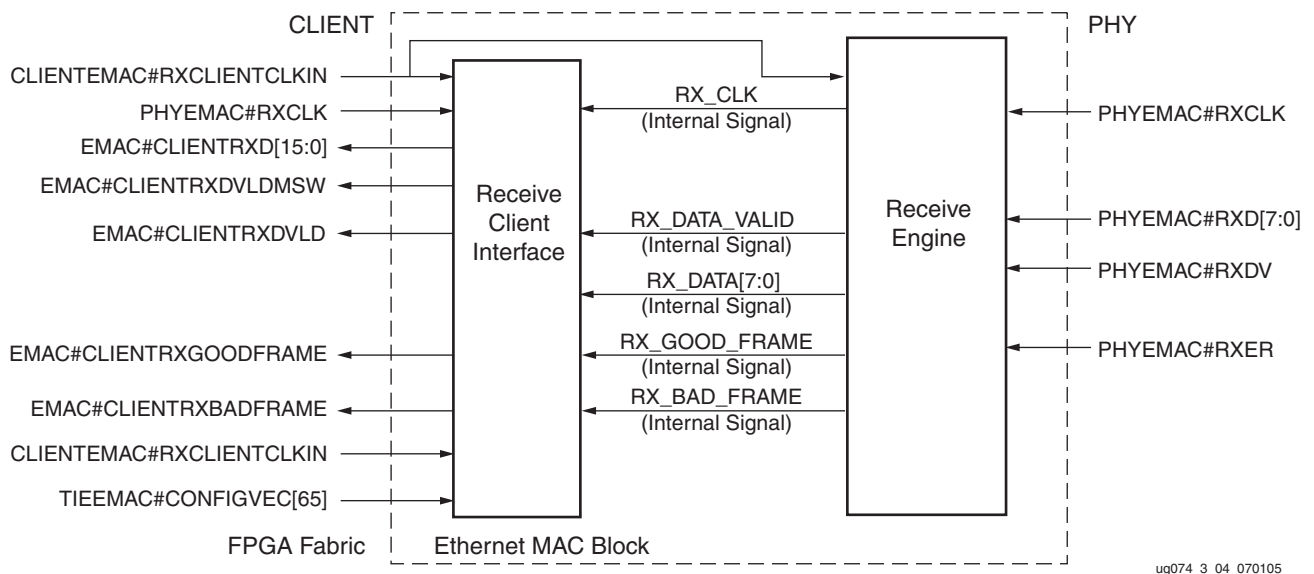 CLIENT
PHY
CLIENTEMAC#RXCLIENTCLKIN
PHYEMAC#RXCLK
EMAC#CLIENTRXD[15:0]
EMAC#CLIENTRXDVLDMSW
EMAC#CLIENTRXDVLD
EMAC#CLIENTRXGOODFRAME
EMAC#CLIENTRXBADFRAME
CLIENTEMAC#RXCLIENTCLKIN
TIEEMAC#CONFIGVEC[65]
Receive
Client
Interface
RX_CLK
(Internal Signal)
RX_DATA_VALID
(Internal Signal)
RX_DATA[7:0]
(Internal Signal)
RX_GOOD_FRAME
(Internal Signal)
RX_BAD_FRAME
(Internal Signal)
Receive
Engine
PHYEMAC#RXCLK
PHYEMAC#RXD[7:0]
PHYEMAC#RXDV
PHYEMAC#RXER
FPGA Fabric
Ethernet MAC Block
ug074_3_04_070105